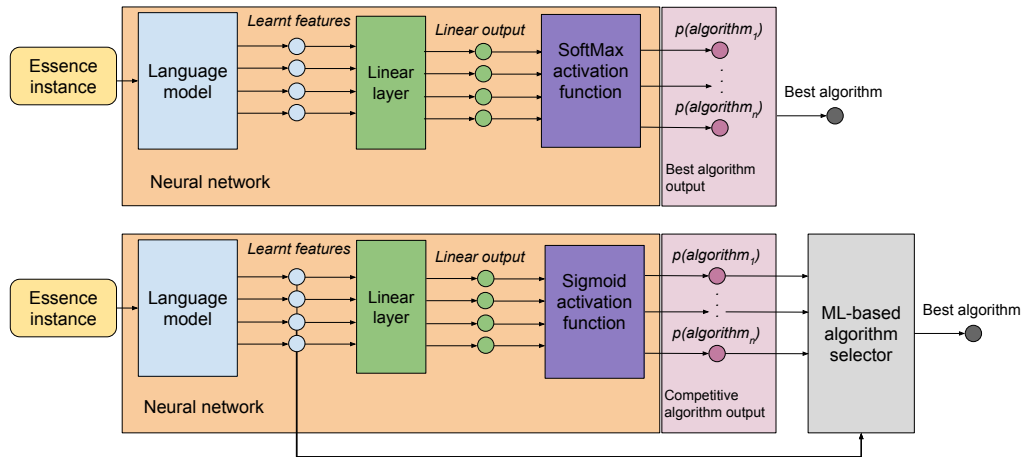 Learnt features
Linear output
p(algorithm1)
Essence
instance
Language
model
Linear
layer
SoftMax
activation
function
.
.
.
p(algorithmn)
Best algorithm
Neural network
Best algorithm
output
Learnt features
Linear output
p(algorithm1)
Essence
instance
Language
model
Linear
layer
Sigmoid
activation
function
.
.
.
p(algorithmn)
ML-based
algorithm
selector
Best algorithm
Neural network
Competitive
algorithm output